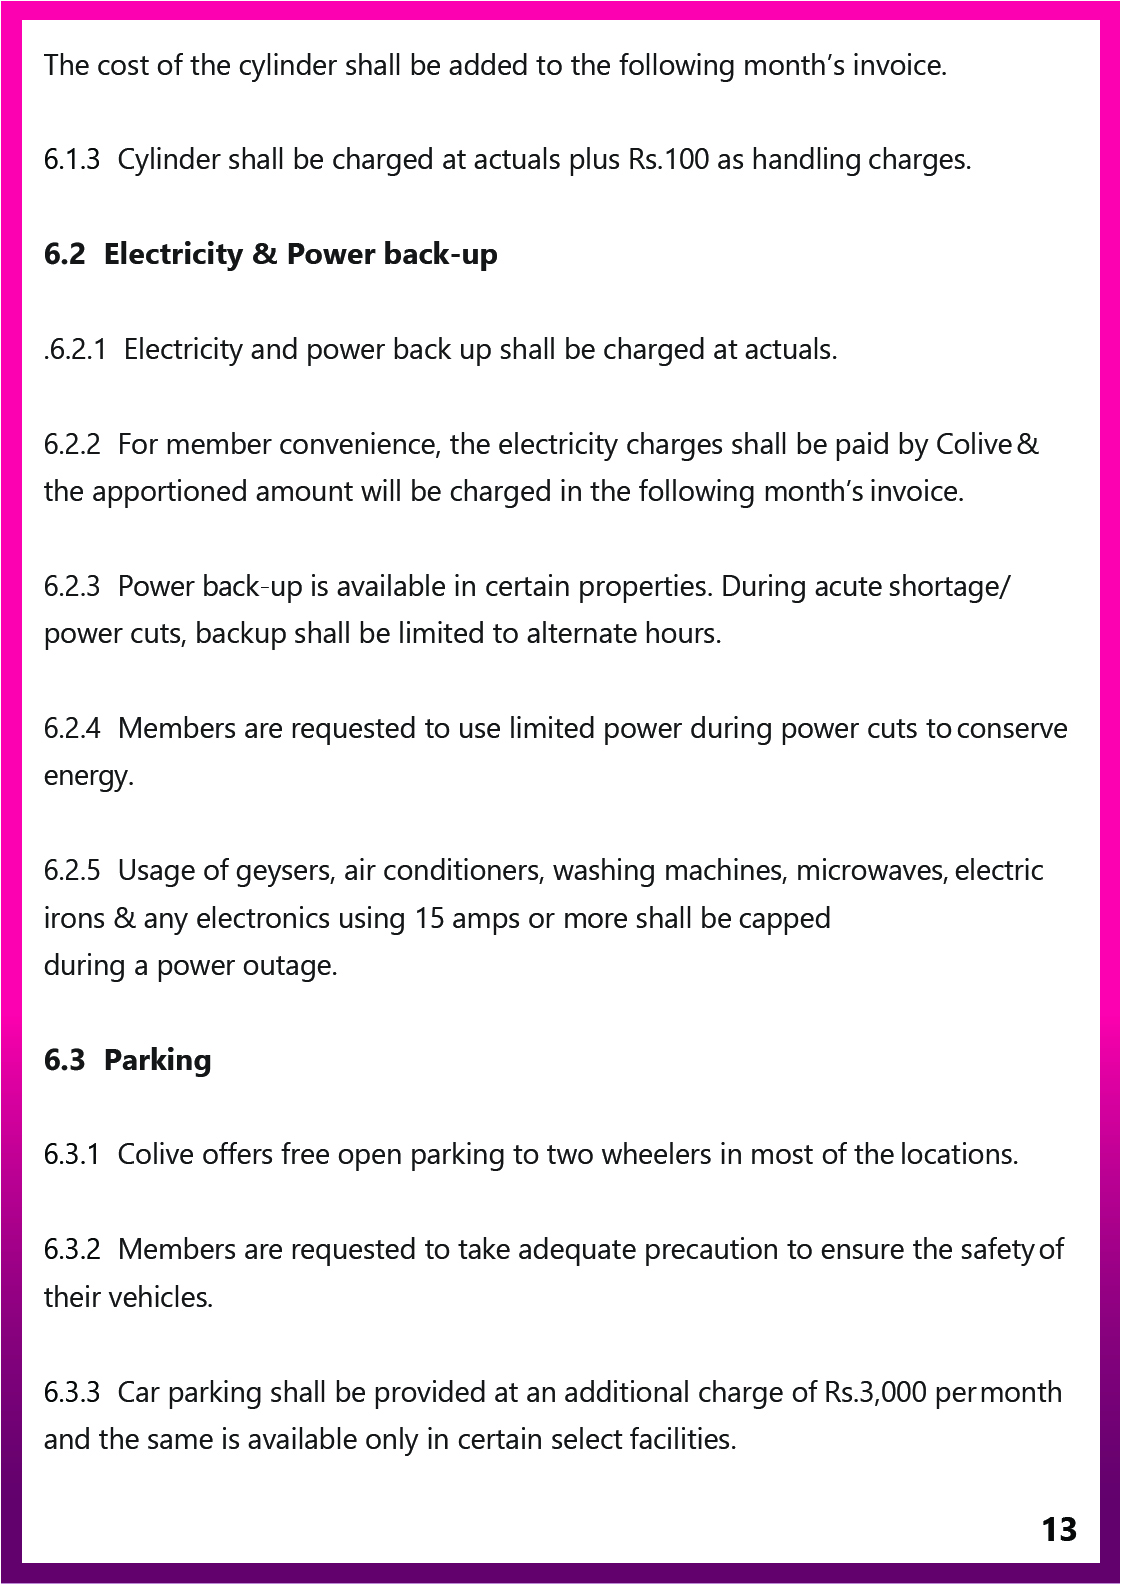 The cost of the cylinder shall be added to the following month’s invoice.
6.1.3 Cylinder shall be charged at actuals plus Rs.100 as handling charges.
6.2 Electricity & Power back-up
.6.2.1 Electricity and power back up shall be charged at actuals.
6.2.2 For member convenience, the electricity charges shall be paid by Colive &
the apportioned amount will be charged in the following month’s invoice.
6.2.3 Power back-up is available in certain properties. During acute shortage/
power cuts, backup shall be limited to alternate hours.
6.2.4 Members are requested to use limited power during power cuts to conserve
energy.
6.2.5 Usage of geysers, air conditioners, washing machines, microwaves, electric
irons & any electronics using 15 amps or more shall be capped
during a power outage.
6.3 Parking
6.3.1 Colive offers free open parking to two wheelers in most of the locations.
6.3.2 Members are requested to take adequate precaution to ensure the safety of
their vehicles.
6.3.3 Car parking shall be provided at an additional charge of Rs.3,000 per month
and the same is available only in certain select facilities.
13